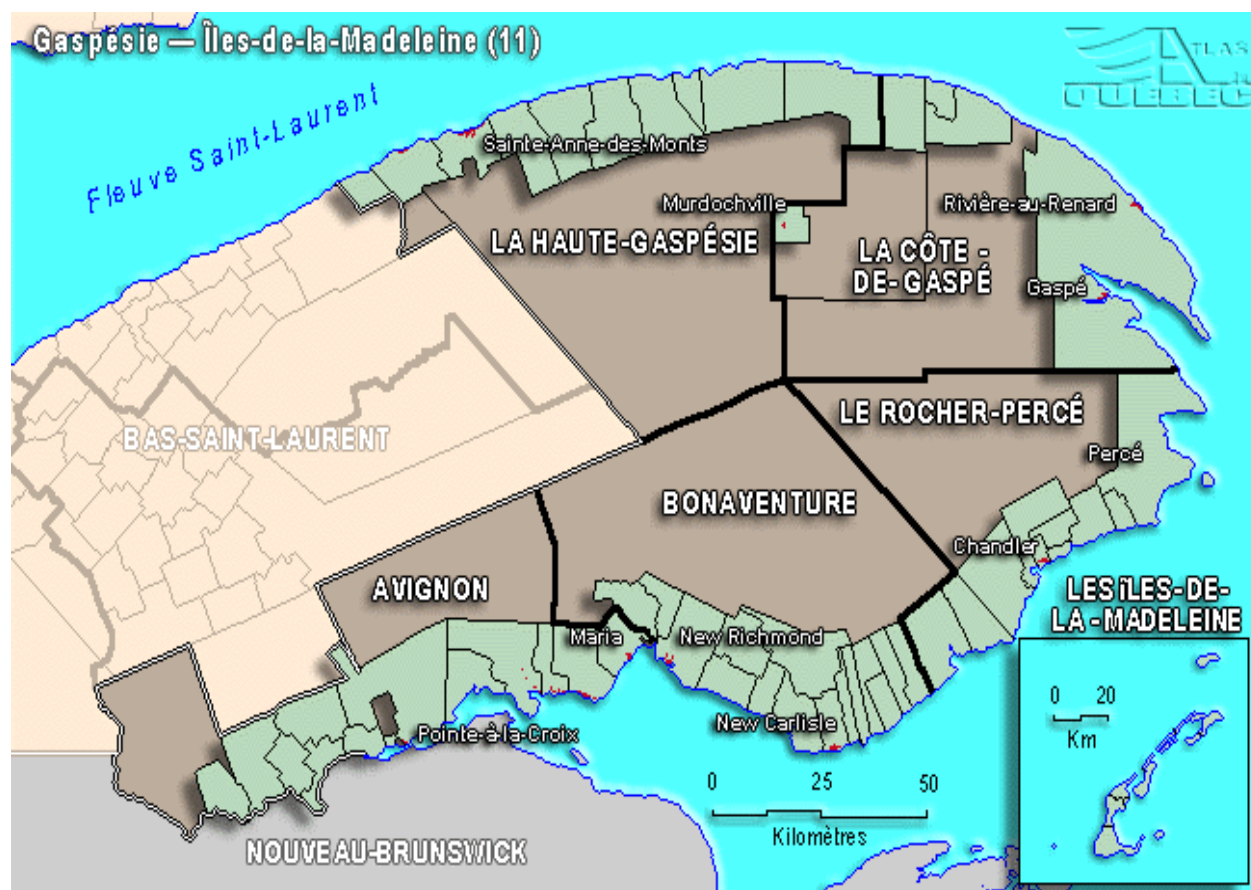 Gaspésie — Îles-de-la-Madeleine (11)
ATLAS
QUÉBEC
Fleuve Saint-Laurent
Sainte-Anne-des-Monts
Murdochville
Rivière-au-Renard
LA HAUTE-GASPÉSIE
LA CÔTE -
DE-GASPÉ
Gaspé
LE ROCHER-PERCÉ
BAS-SAINT-LAURENT
Percé
BONAVENTURE
Chandler
AVIGNON
LES ÎLES-DE-
LA-MADELEINE
Maria
New Richmond
0 20
Km
New Carlisle
Pointe-à-la-Croix
0 25 50
Kilomètres
NOUVEAU-BRUNSWICK